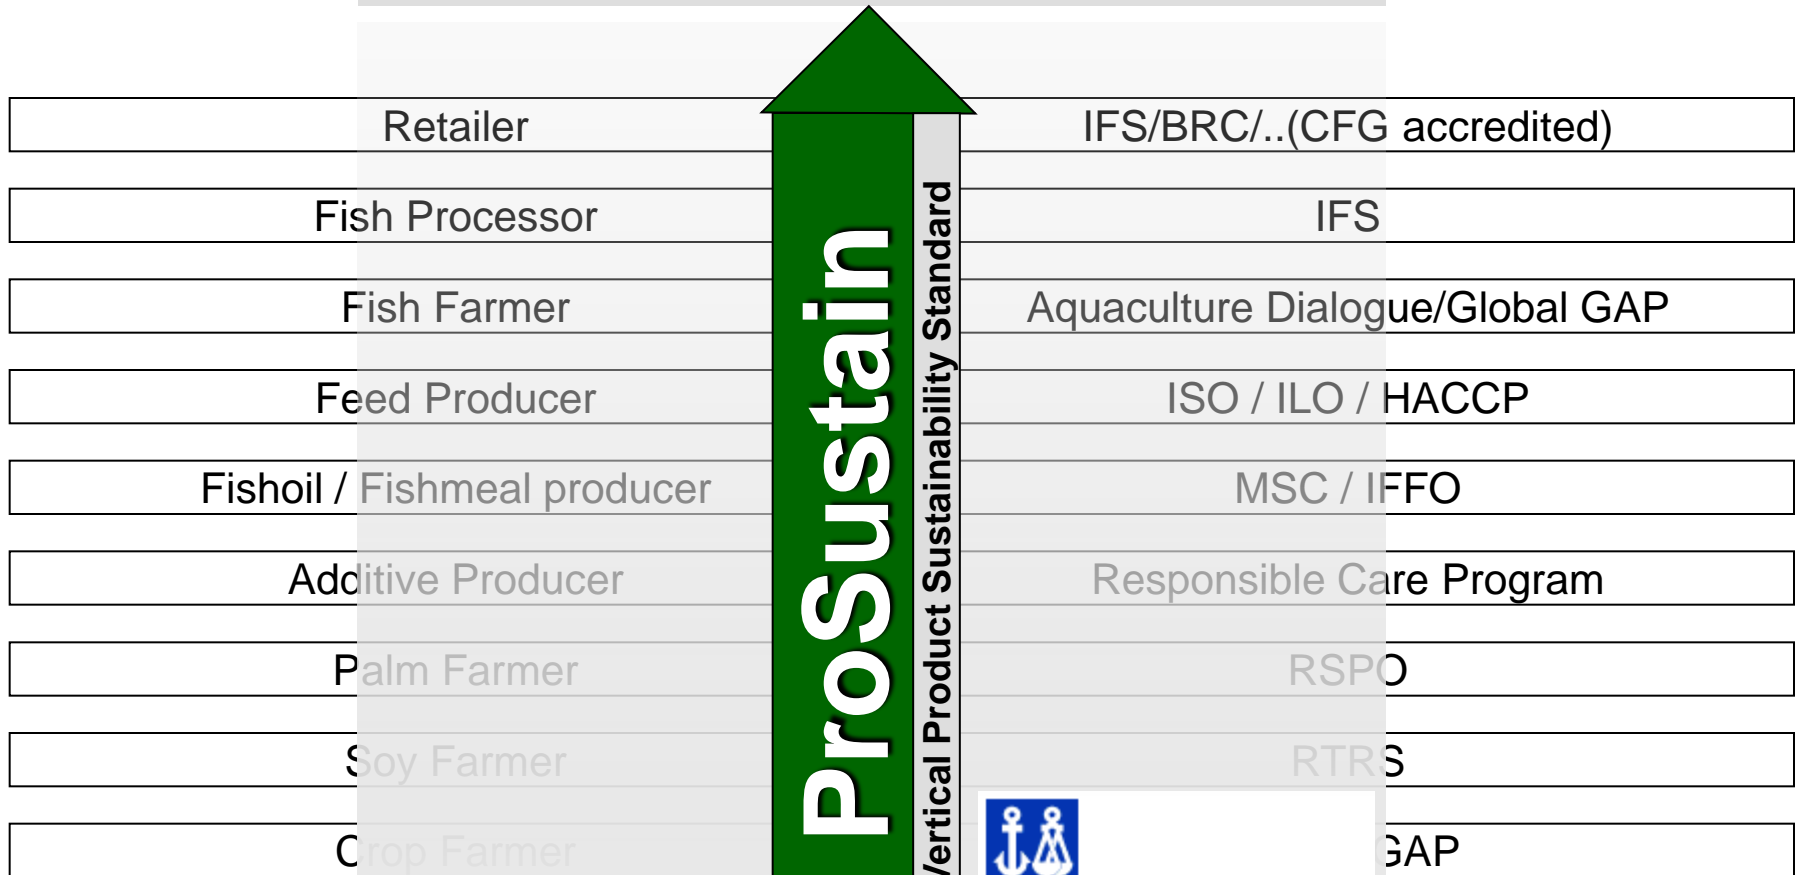 Retailer
IFS/BRC/..(CFG accredited)
Fish Processor
IFS
Fish Farmer
Aquaculture Dialogue/Global GAP
Feed Producer
ISO / ILO / HACCP
Fishoil / Fishmeal producer
MSC / IFFO
Additive Producer
Responsible Care Program
Palm Farmer
RSPO
Soy Farmer
RTRS
Crop Farmer
GAP
ProSustain
Vertical Product Sustainability Standard